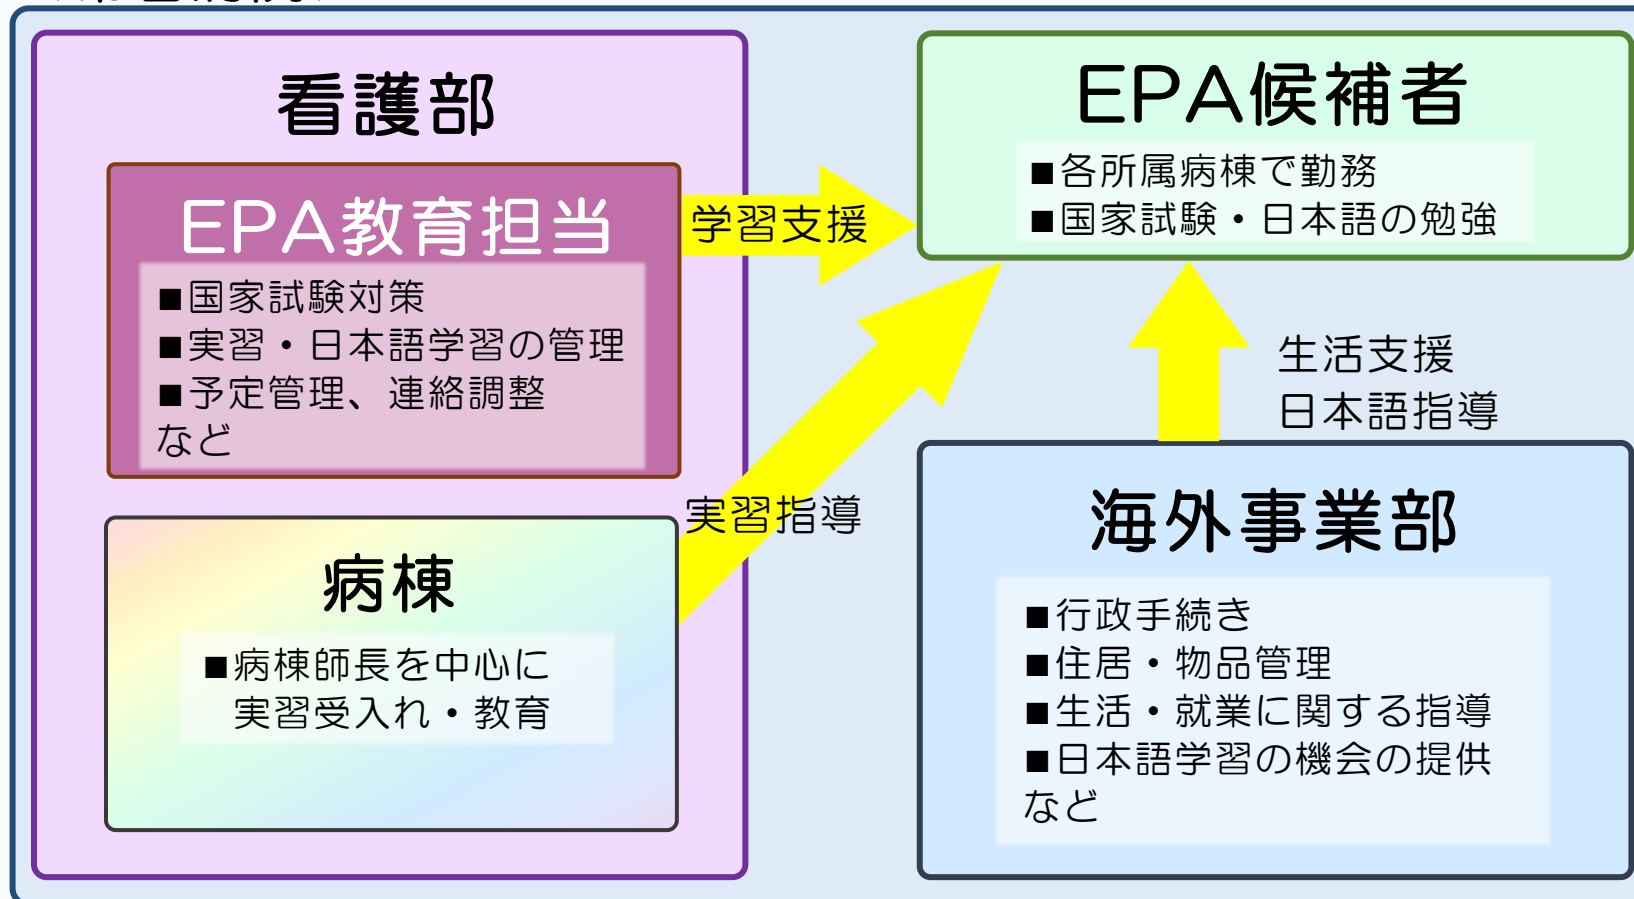 看護部
EPA教育担当
■国家試験対策
■実習・日本語学習の管理
■予定管理、連絡調整
など
病棟
■病棟師長を中心に
実習受入れ・教育
学習支援
実習指導
EPA候補者
■各所属病棟で勤務
■国家試験・日本語の勉強
生活支援
日本語指導
海外事業部
■行政手続き
■住居・物品管理
■生活・就業に関する指導
■日本語学習の機会の提供
など